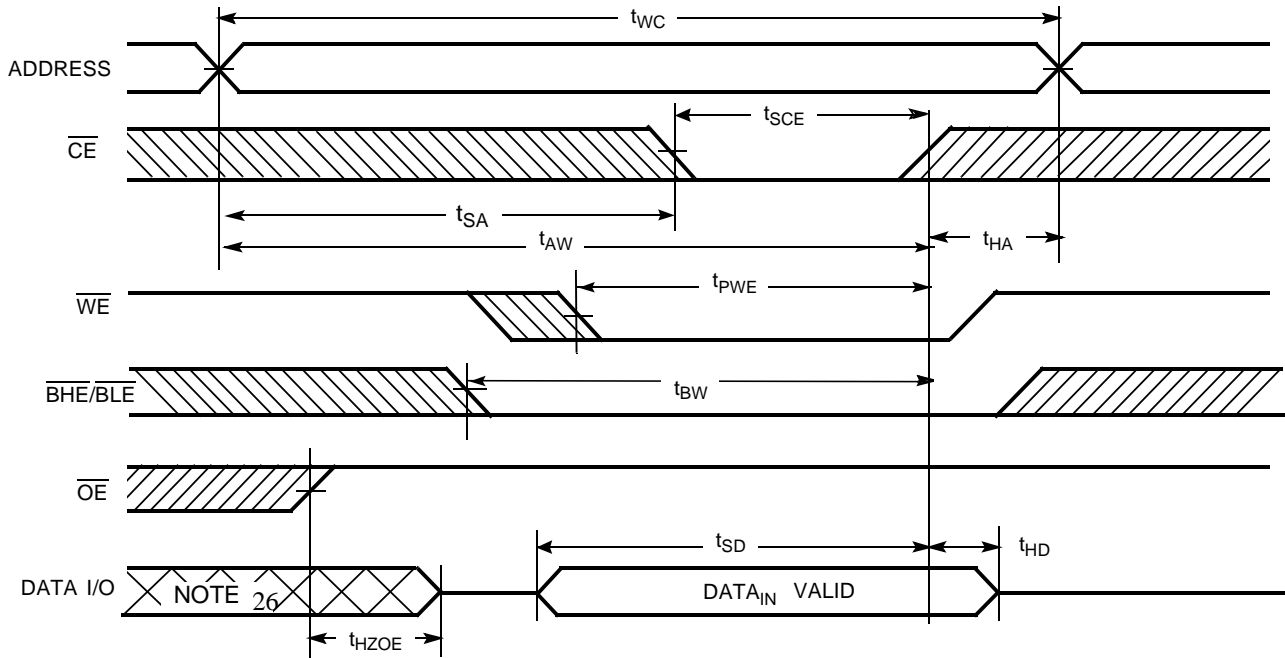 tWC
ADDRESS
tSCE
CE
tSA
tAW
tHA
tPWE
WE
tBW
BHE/BLE
OE
tSD
tHD
DATA I/O
NOTE 26
DATAIN VALID
tHZOE